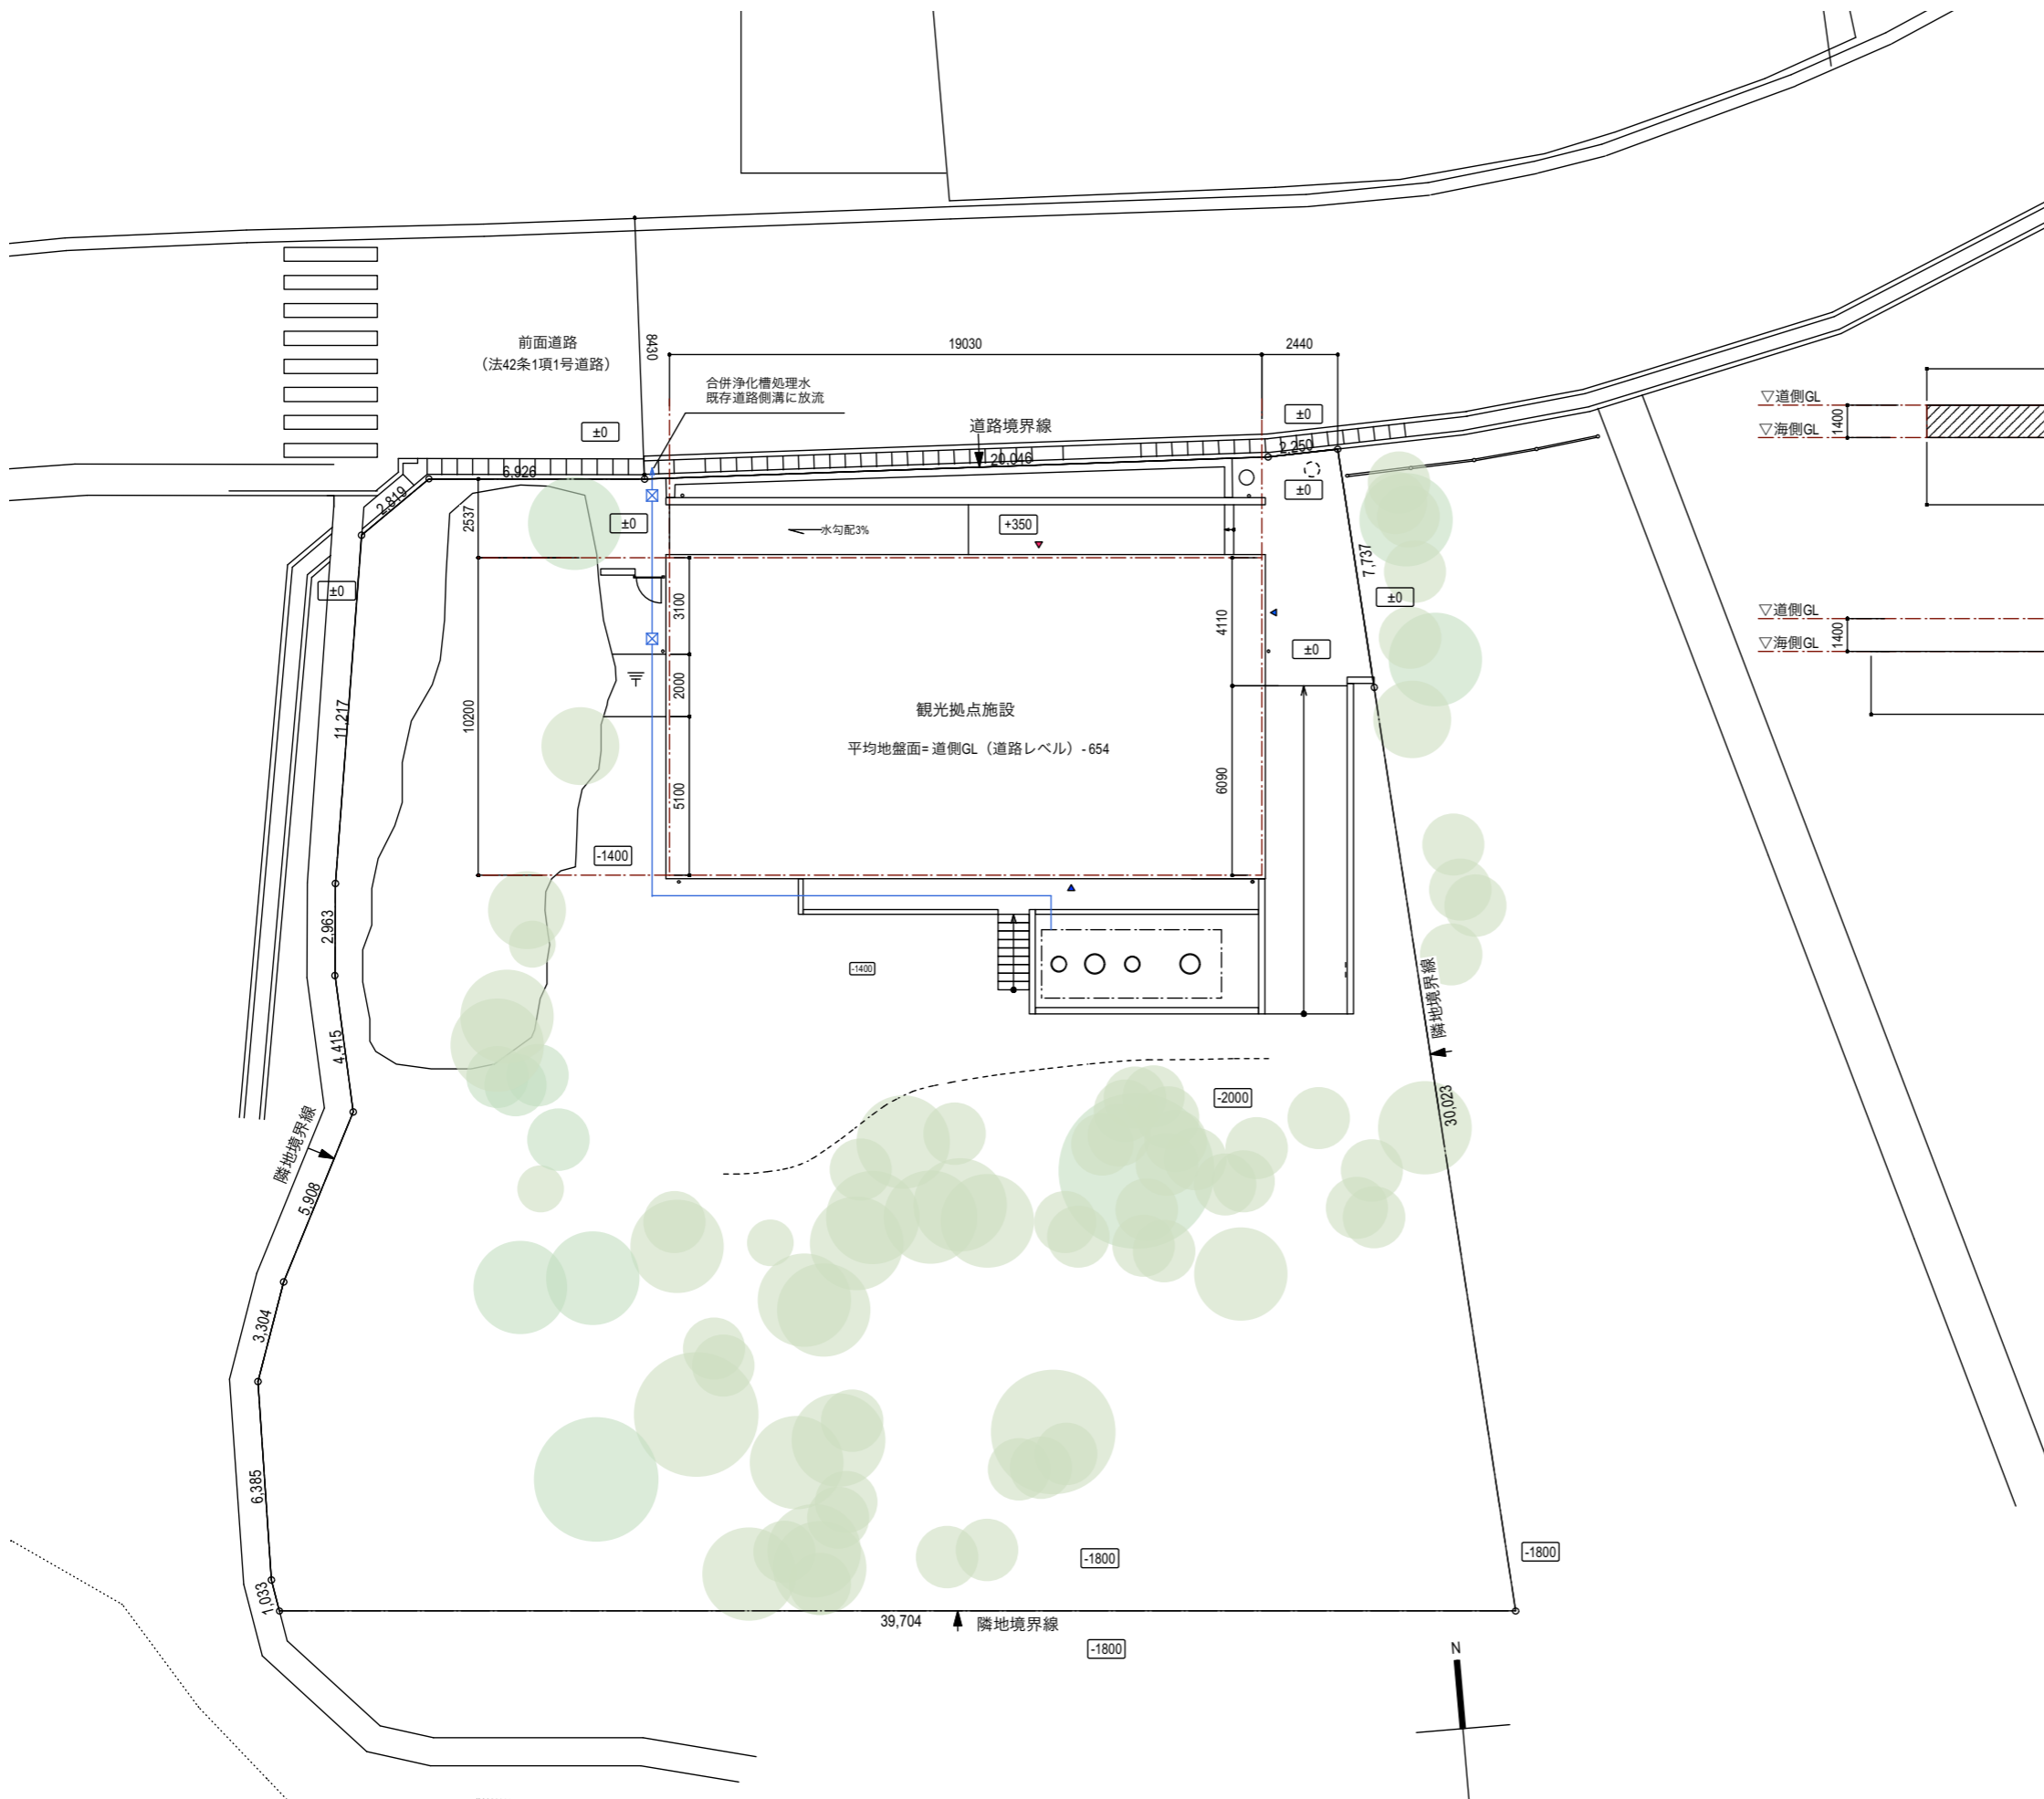 前面道路
（法42条1項1号道路）
8430
19030
2440
合併浄化槽処理水
既存道路側溝に放流
道路境界線
±0
±0
▽道側GL
1400
▽海側GL
6,926
20,046
2,250
2,819
±0
2537
±0
+350
水勾配3%
7,737
±0
±0
3100
4110
±0
▽道側GL
1400
▽海側GL
2000
10200
11,217
観光拠点施設
平均地盤面= 道側GL（道路レベル）- 654
5100
6090
-1400
2,963
-1400
隣地境界線
4,415
-2000
30,023
隣地境界線
5,908
3,304
6,385
1,033
-1800
-1800
39,704
隣地境界線
-1800
N